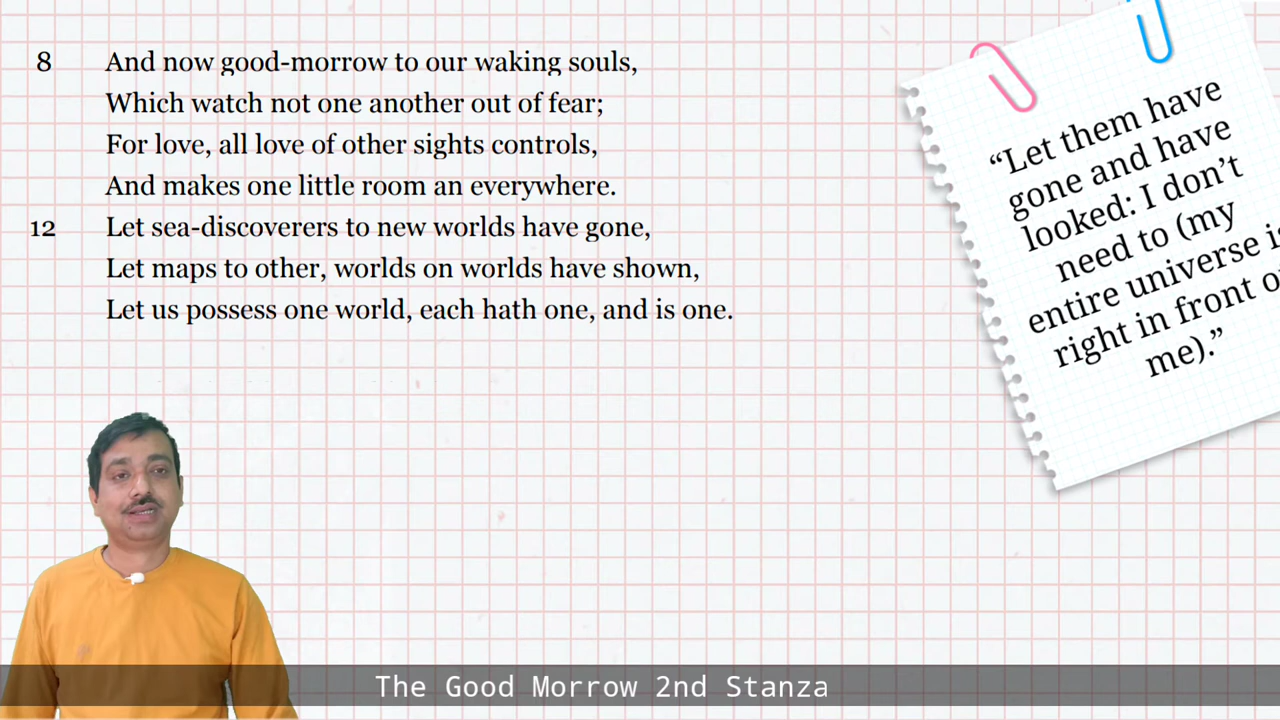 8 And now good-morrow to our waking souls,
Which watch not one another out of fear;
For love, all love of other sights controls,
And makes one little room an everywhere.
12 Let sea-discoverers to new worlds have gone,
Let maps to other, worlds on worlds have shown,
Let us possess one world, each hath one, and is one.
“Let them have
gone and have
looked: I don’t
need to (my
entire universe is
right in front of
me).”
The Good Morrow 2nd Stanza